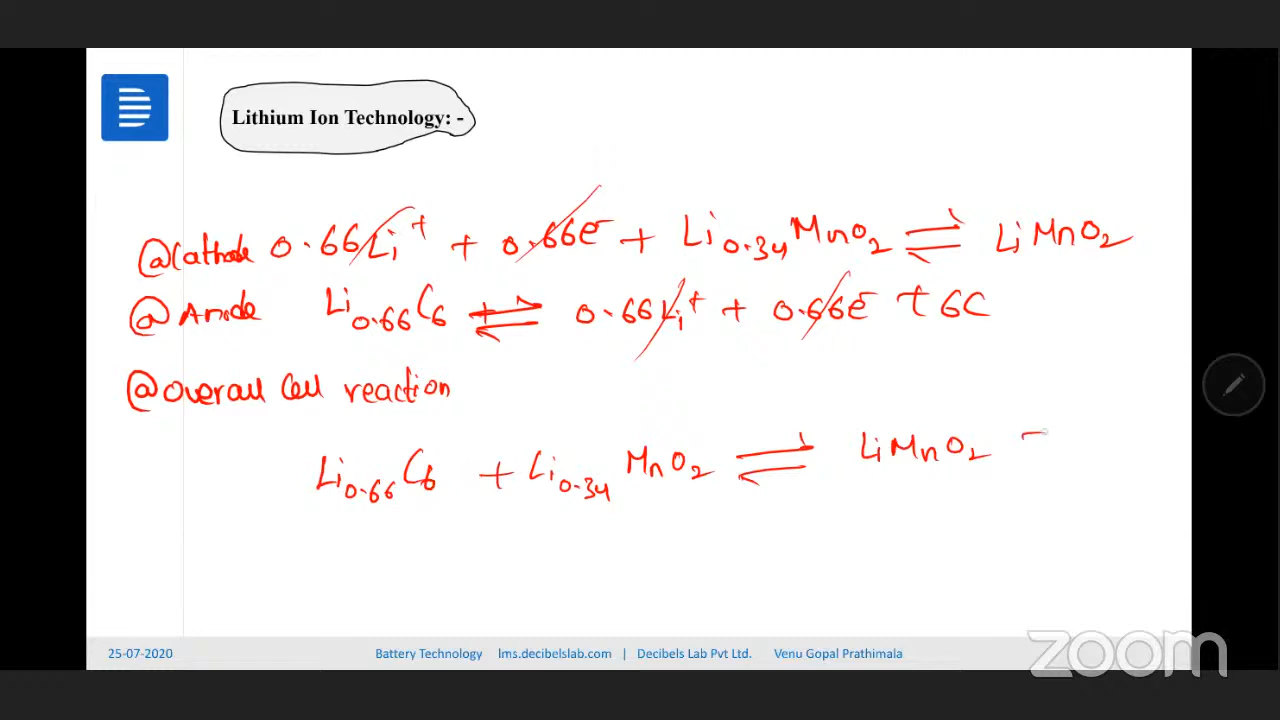 Lithium Ion Technology: -
@Cathode 0.66Li⁺ + 0.66e⁻ + Li₀.₃₄MnO₂ ⇌ LiMnO₂
@Anode Li₀.₆₆C₆ ⇌ 0.66Li⁺ + 0.66e⁻ + 6C
@overall Cell reaction
Li₀.₆₆C₆ + Li₀.₃₄MnO₂ ⇌ LiMnO₂
25-07-2020 Battery Technology lms.decibelslab.com | Decibels Lab Pvt Ltd. Venu Gopal Prathimala
zoom